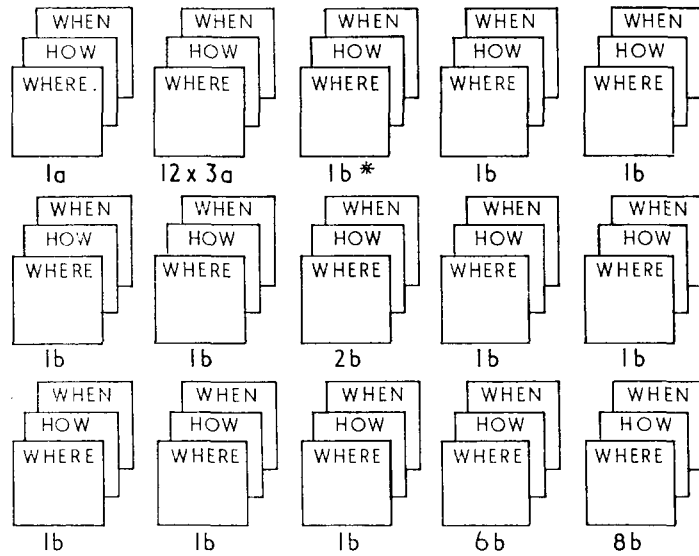 WHEN WHEN WHEN WHEN WHEN
HOW HOW HOW HOW HOW
WHERE. WHERE WHERE WHERE WHERE
1a 12 x 3a 1b * 1b 1b
WHEN WHEN WHEN WHEN WHEN
HOW HOW HOW HOW HOW
WHERE WHERE WHERE WHERE WHERE
1b 1b 2b 1b 1b
WHEN WHEN WHEN WHEN WHEN
HOW HOW HOW HOW HOW
WHERE WHERE WHERE WHERE WHERE
1b 1b 1b 6b 8b